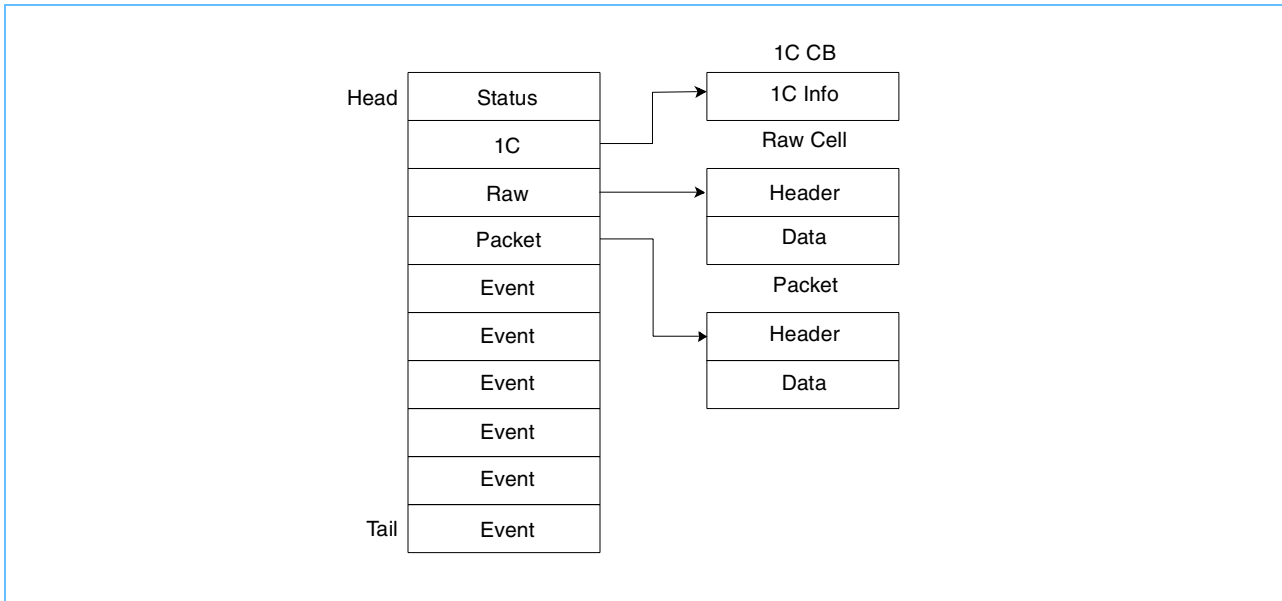 Head
Status
1C
Raw
Packet
Event
Event
Event
Event
Event
Tail
Event
1C CB
1C Info
Raw Cell
Header
Data
Packet
Header
Data